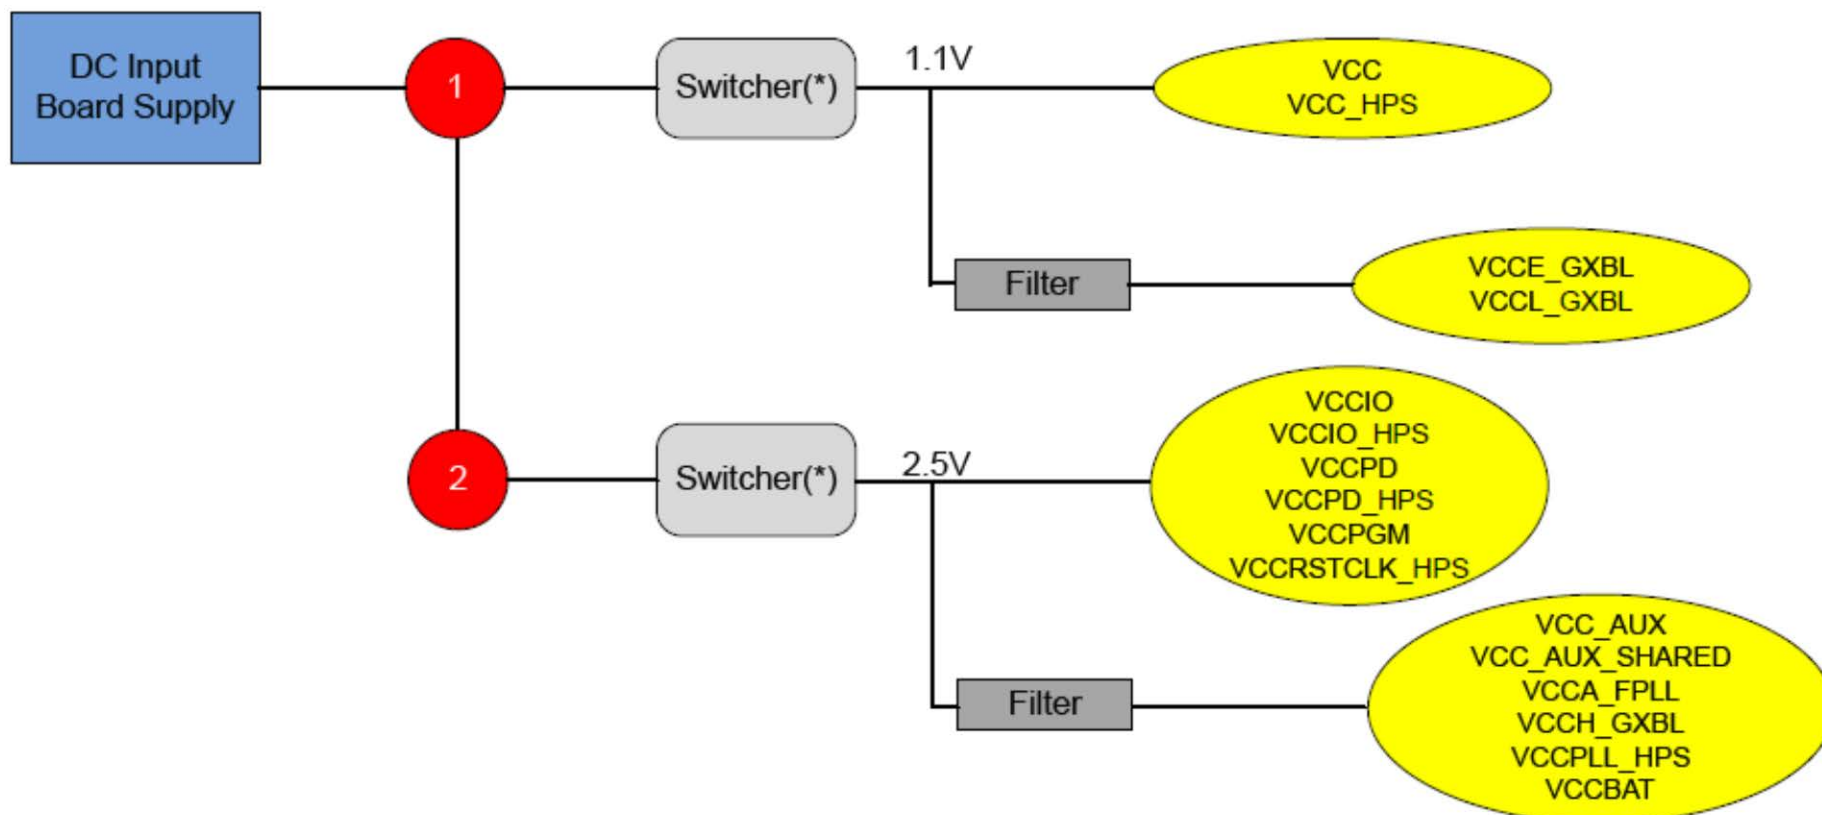 DC Input
Board Supply
1
Switcher(*)
1.1V
VCC
VCC_HPS
Filter
VCCE_GXBL
VCCL_GXBL
2
Switcher(*)
2.5V
VCCIO
VCCIO_HPS
VCCPD
VCCPD_HPS
VCCPGM
VCCRSTCLK_HPS
Filter
VCC_AUX
VCC_AUX_SHARED
VCCA_FPLL
VCCH_GXBL
VCCPLL_HPS
VCCBAT